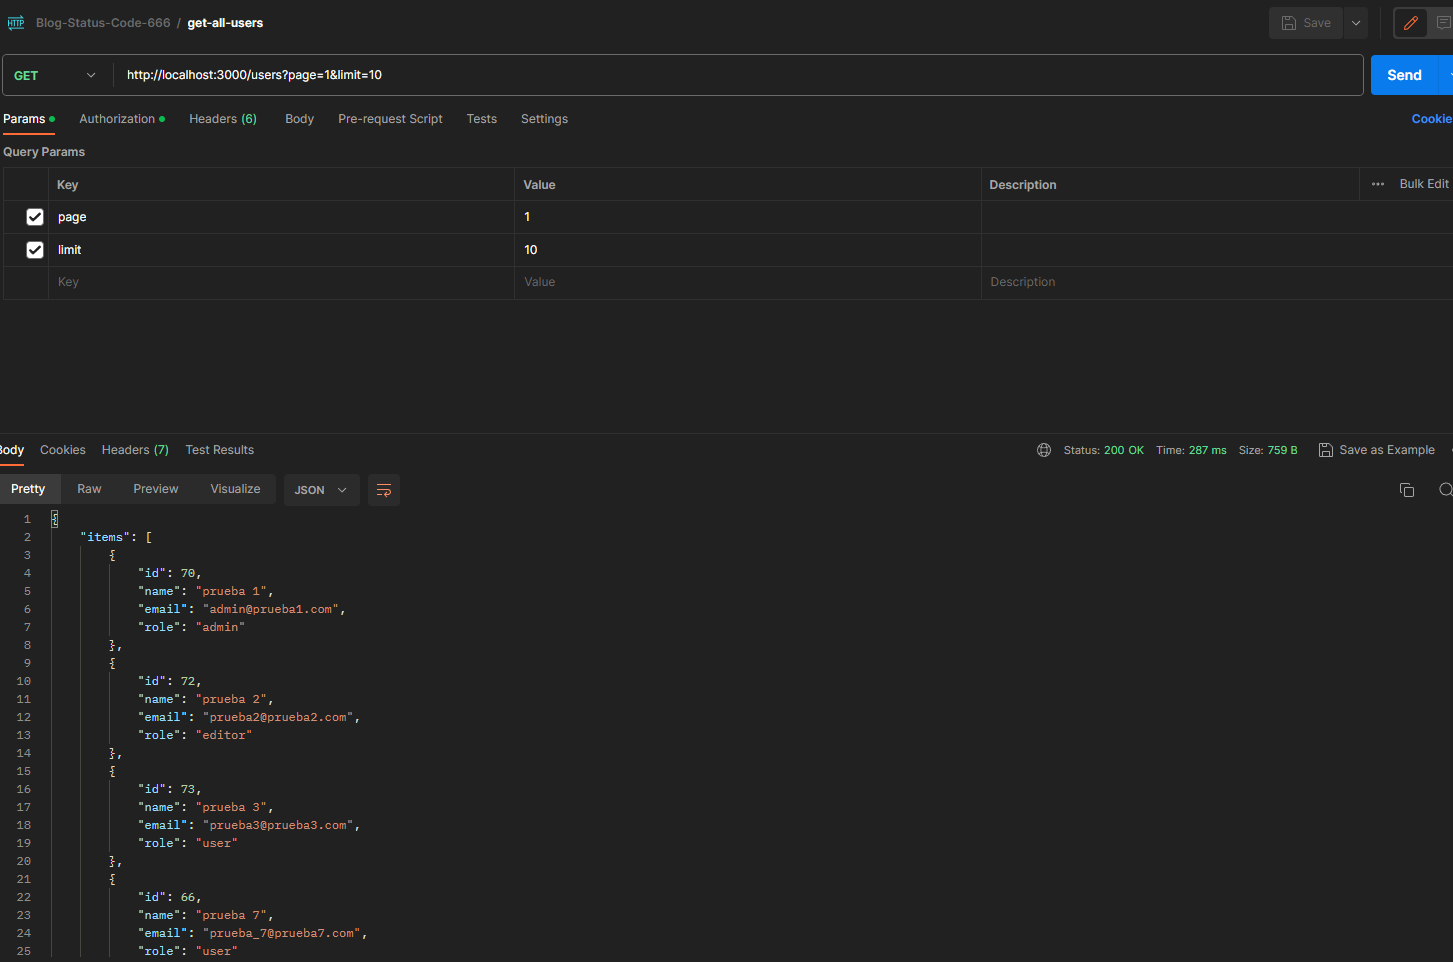 HTTP Blog-Status-Code-666 / get-all-users Save
GET http://localhost:3000/users?page=1&limit=10 Send
Params Authorization Headers (6) Body Pre-request Script Tests Settings Cookie
Query Params
Key Value Description ••• Bulk Edit
page 1
limit 10
Key Value Description
Body Cookies Headers (7) Test Results Status: 200 OK Time: 287 ms Size: 759 B Save as Example
Pretty Raw Preview Visualize JSON
1 {
2 "items": [
3 {
4 "id": 70,
5 "name": "prueba 1",
6 "email": "admin@prueba1.com",
7 "role": "admin"
8 },
9 {
10 "id": 72,
11 "name": "prueba 2",
12 "email": "prueba2@prueba2.com",
13 "role": "editor"
14 },
15 {
16 "id": 73,
17 "name": "prueba 3",
18 "email": "prueba3@prueba3.com",
19 "role": "user"
20 },
21 {
22 "id": 66,
23 "name": "prueba 7",
24 "email": "prueba_7@prueba7.com",
25 "role": "user"